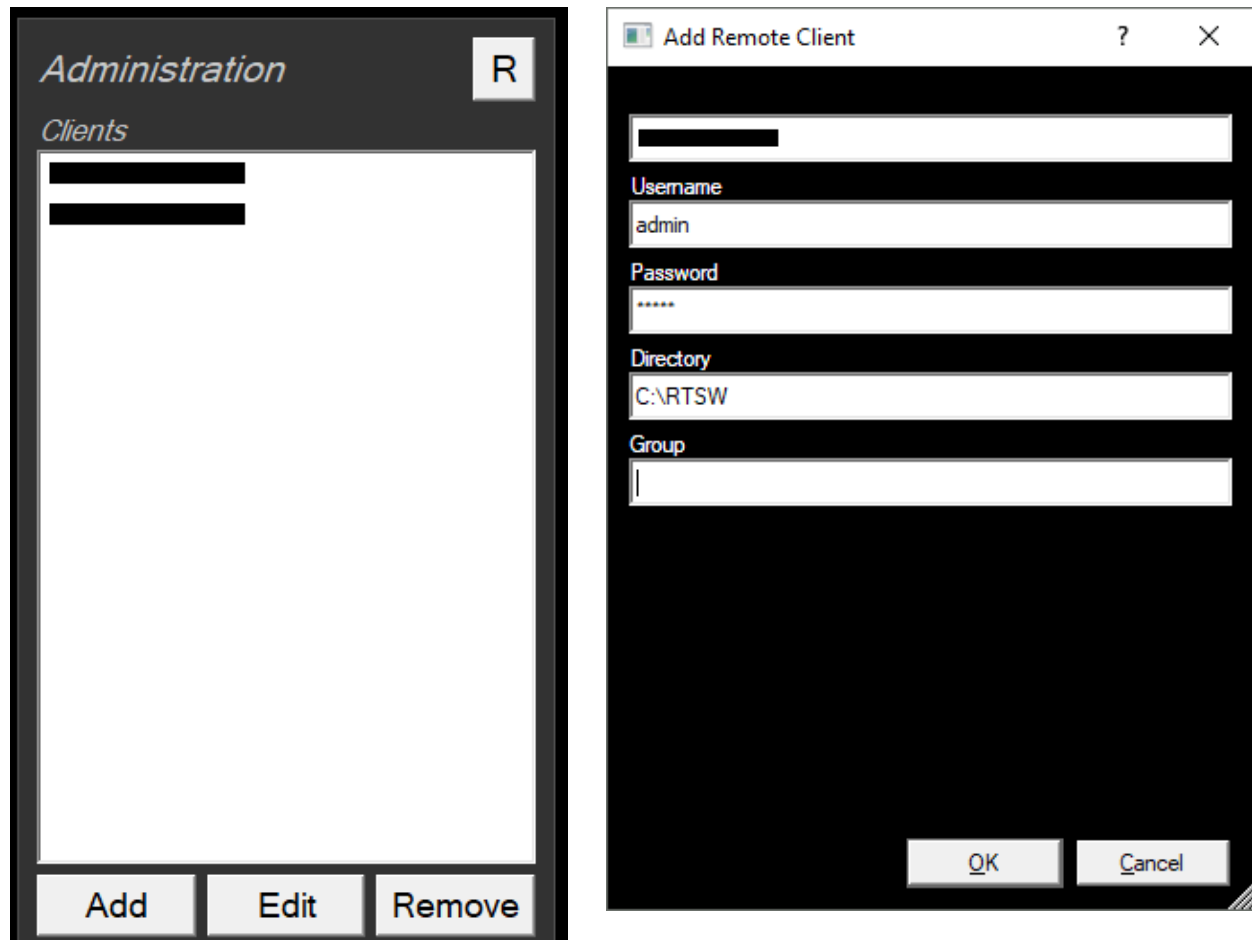 Administration
R
Clients
Add
Edit
Remove
Add Remote Client
?
Username
admin
Password
*****
Directory
C:\RTSW
Group
OK
Cancel